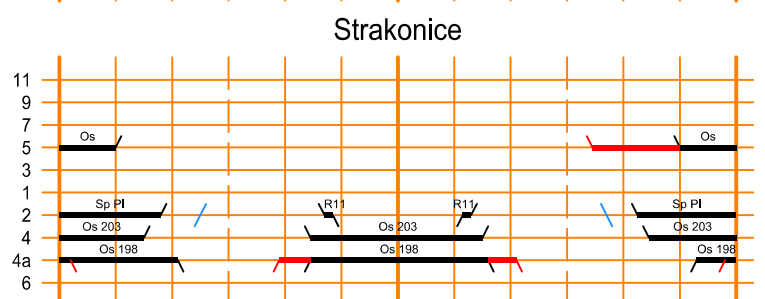 Strakonice
11
9
7
5 Os Os
3
1
2 Sp Pl R11 R11 Sp Pl
4 Os 203 Os 203 Os 203
4a Os 198 Os 198 Os 198
6